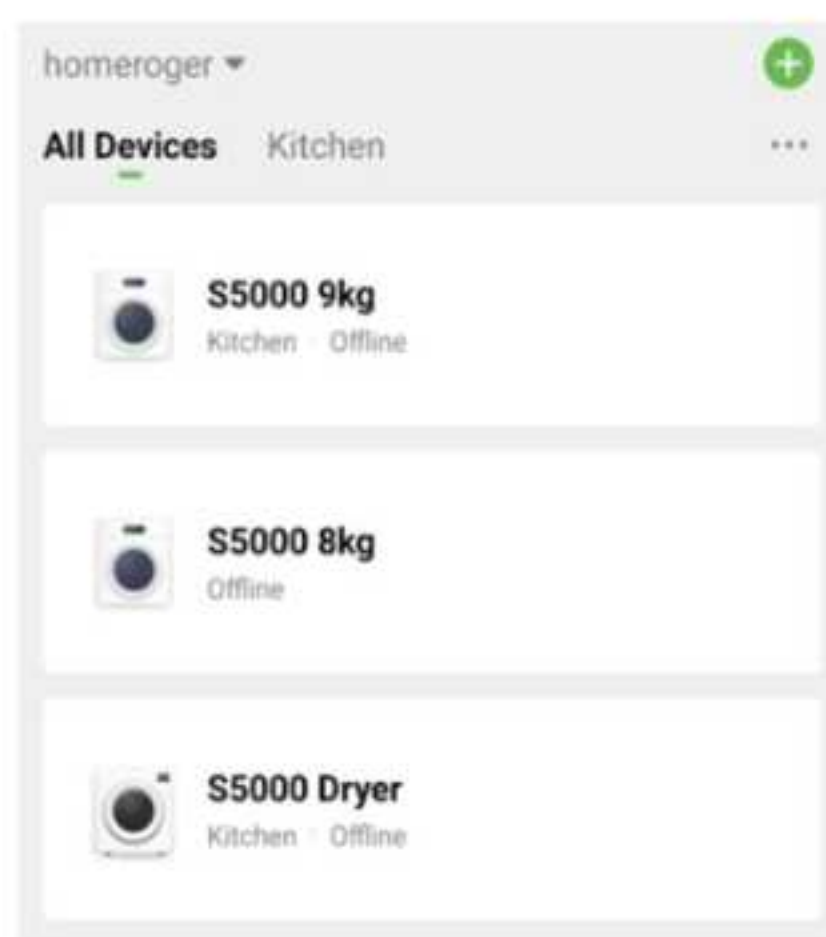 homeroger
All Devices Kitchen
S5000 9kg
Kitchen Offline
S5000 8kg
Offline
S5000 Dryer
Kitchen Offline